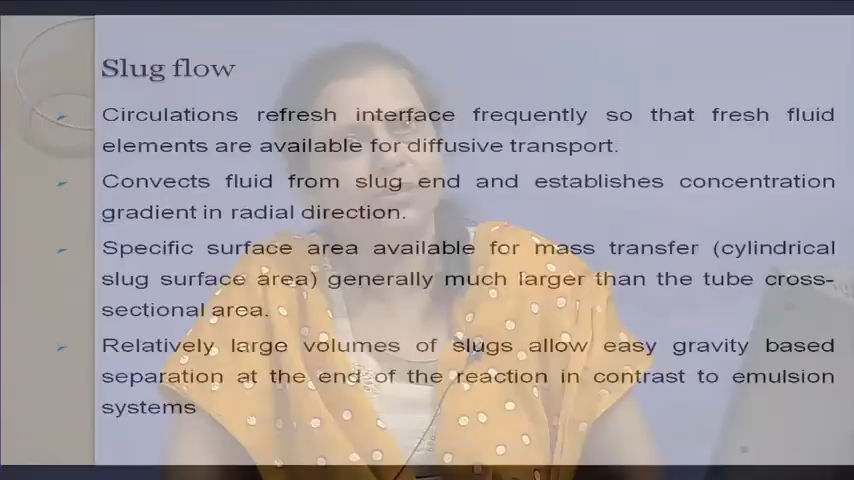 Slug flow
Circulations refresh interface frequently so that fresh fluid
elements are available for diffusive transport.
Convects fluid from slug end and establishes concentration
gradient in radial direction.
Specific surface area available for mass transfer (cylindrical
slug surface area) generally much larger than the tube cross-
sectional area.
Relatively large volumes of slugs allow easy gravity based
separation at the end of the reaction in contrast to emulsion
systems